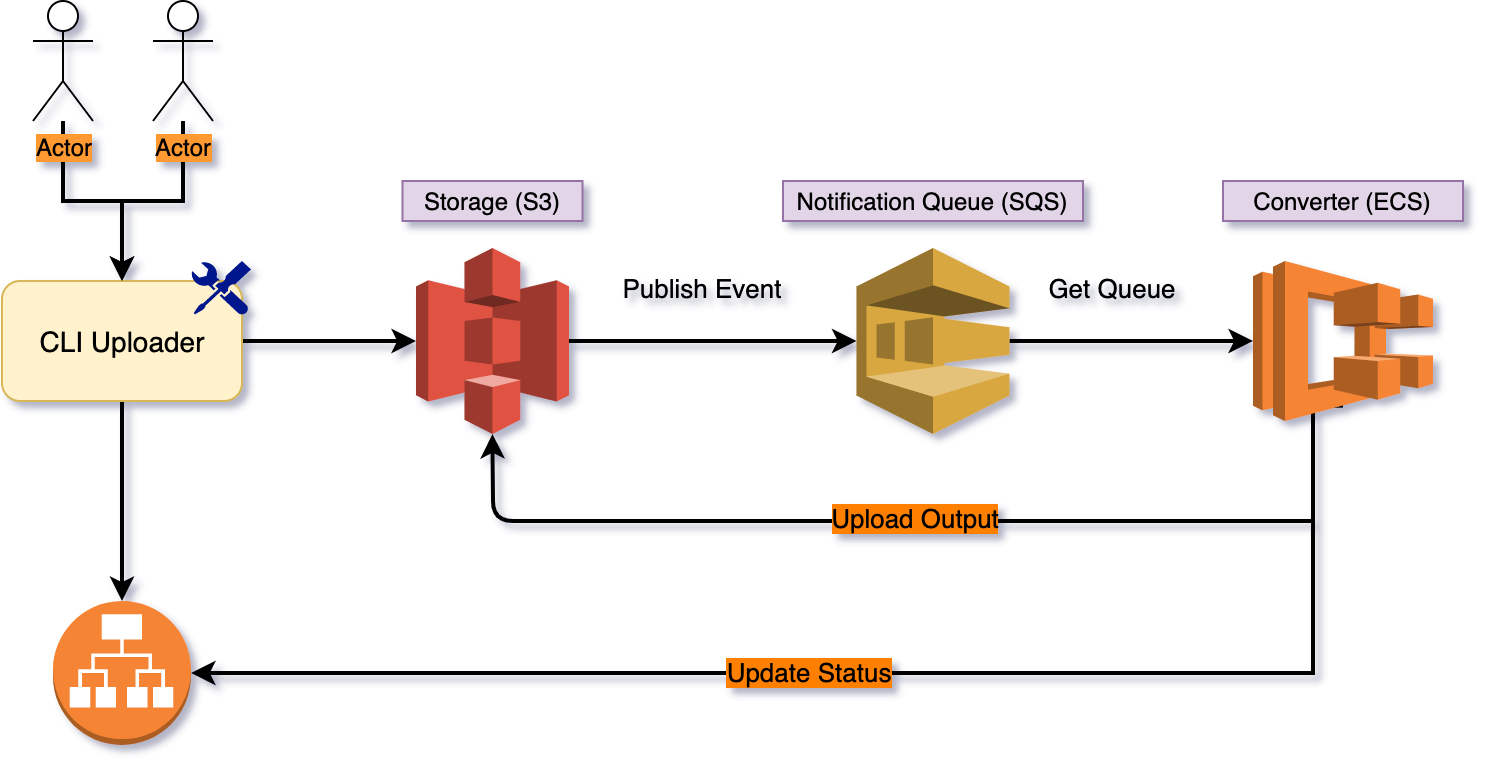 Actor
Actor
Storage (S3)
Notification Queue (SQS)
Converter (ECS)
Publish Event
Get Queue
CLI Uploader
Upload Output
Update Status